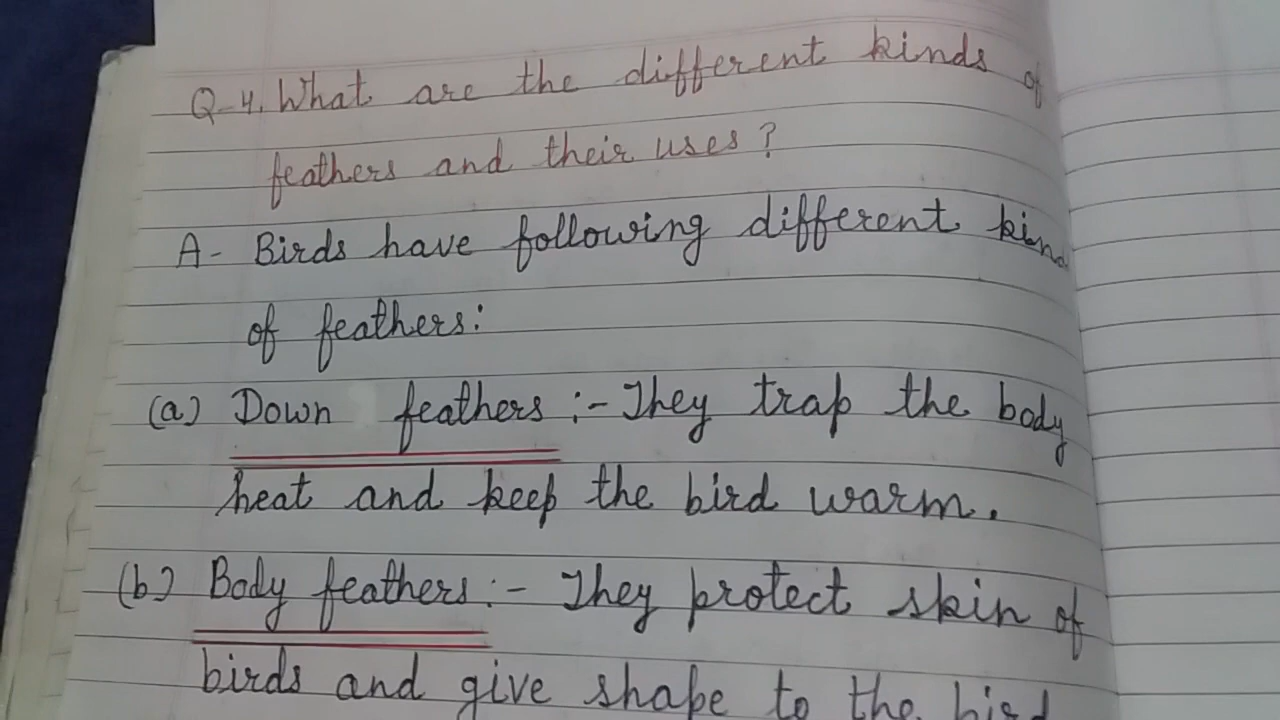 Q-4. What are the different kinds of
feathers and their uses?
A- Birds have following different kind
of feathers:
(a) Down feathers :- They trap the body
heat and keep the bird warm.
(b) Body feathers :- They protect skin of
birds and give shape to the bird